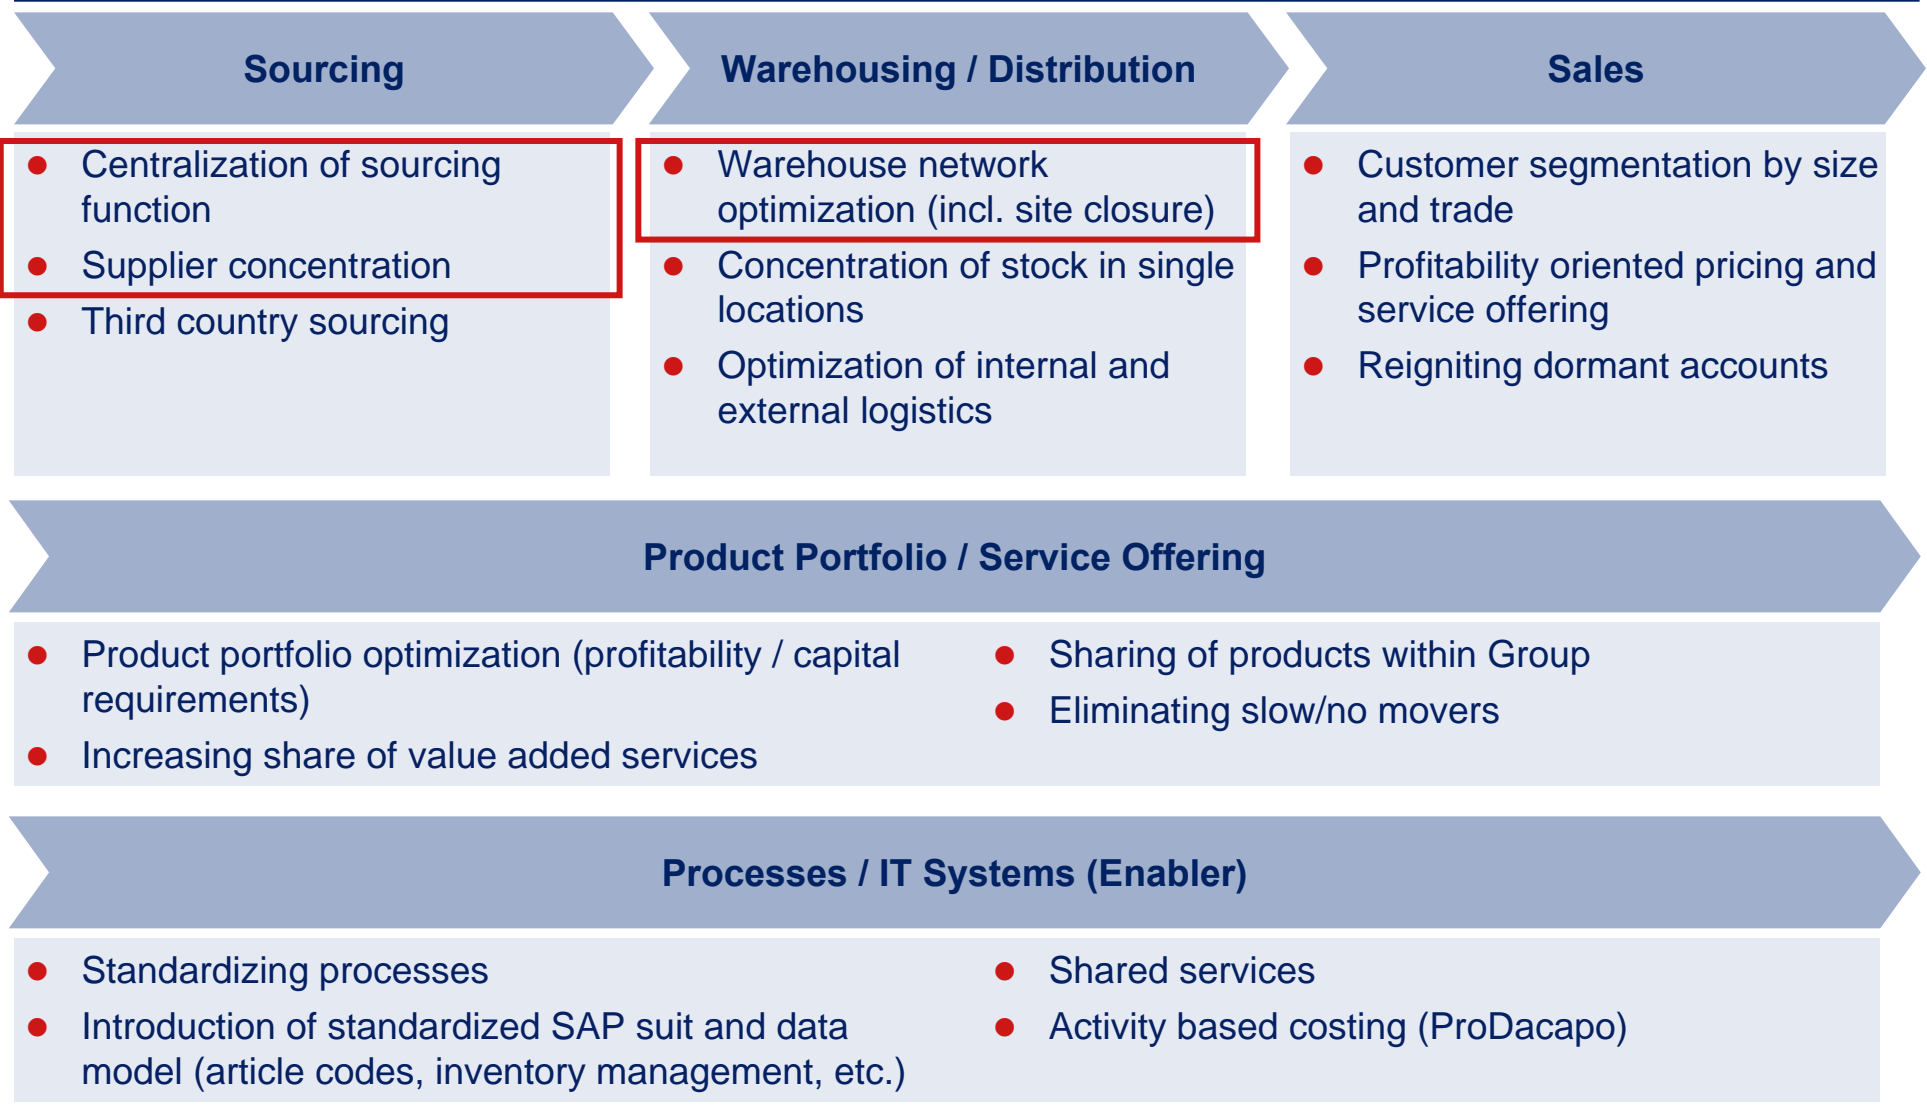 Sourcing
Centralization of sourcing
function
Supplier concentration
Third country sourcing
Warehousing / Distribution
Warehouse network
optimization (incl. site closure)
Concentration of stock in single
locations
Optimization of internal and
external logistics
Sales
Customer segmentation by size
and trade
Profitability oriented pricing and
service offering
Reigniting dormant accounts
Product Portfolio / Service Offering
Product portfolio optimization (profitability / capital
requirements)
Increasing share of value added services
Sharing of products within Group
Eliminating slow/no movers
Processes / IT Systems (Enabler)
Standardizing processes
Introduction of standardized SAP suit and data
model (article codes, inventory management, etc.)
Shared services
Activity based costing (ProDacapo)